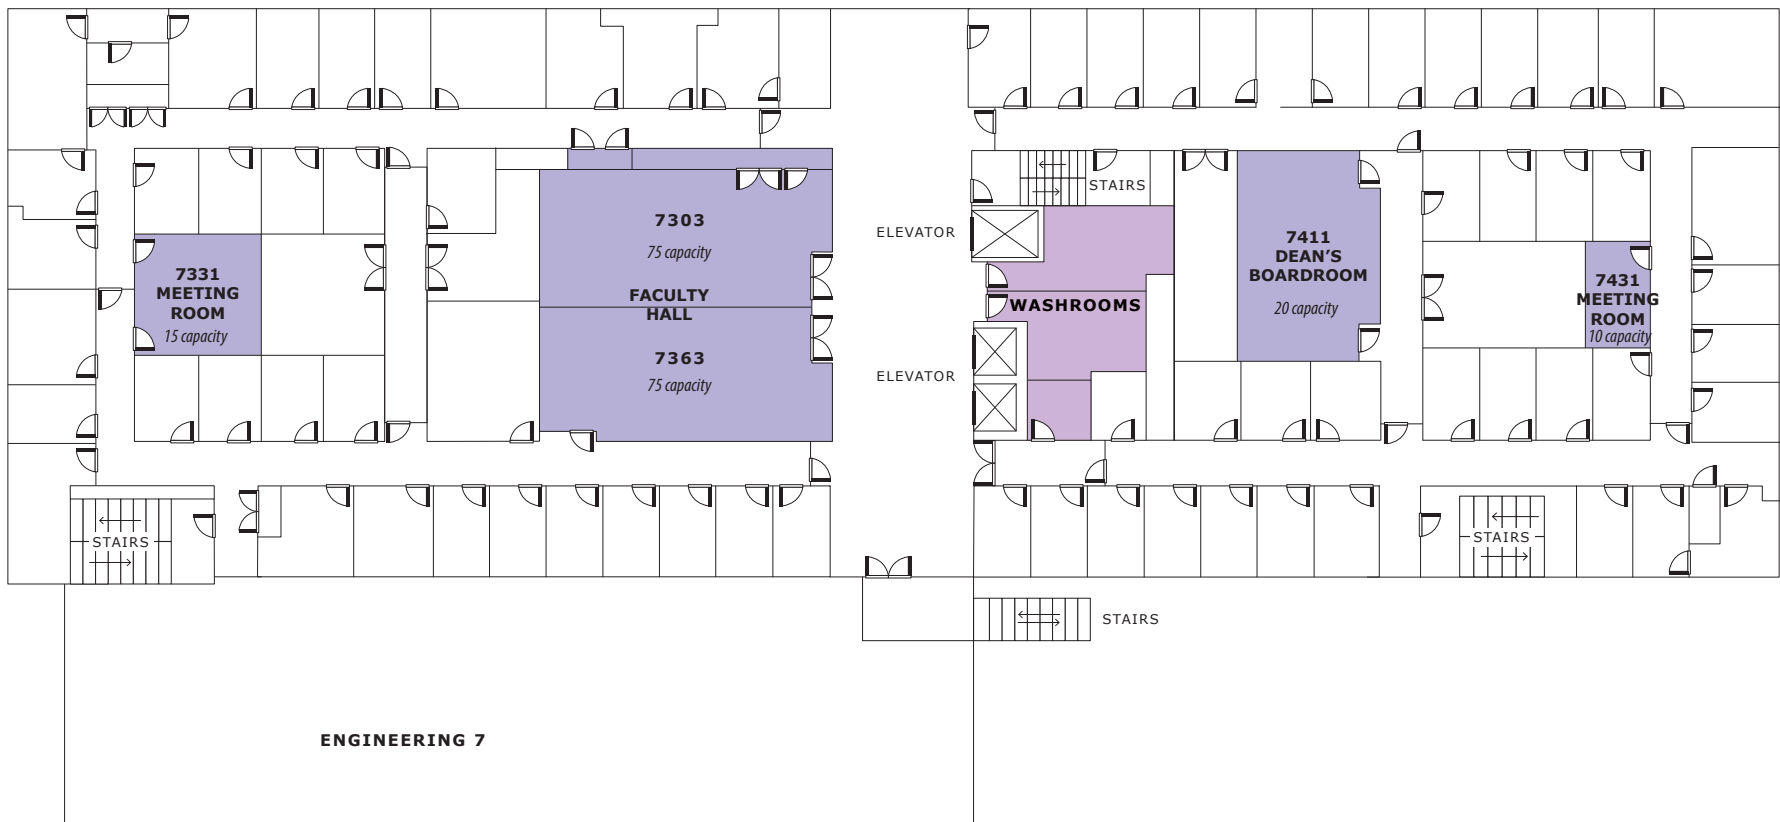 STAIRS
7303
75 capacity
ELEVATOR
7411
DEAN'S
BOARDROOM
20 capacity
7331
MEETING
ROOM
15 capacity
FACULTY
HALL
WASHROOMS
7431
MEETING
ROOM
10 capacity
7363
75 capacity
ELEVATOR
STAIRS
STAIRS
STAIRS
ENGINEERING 7